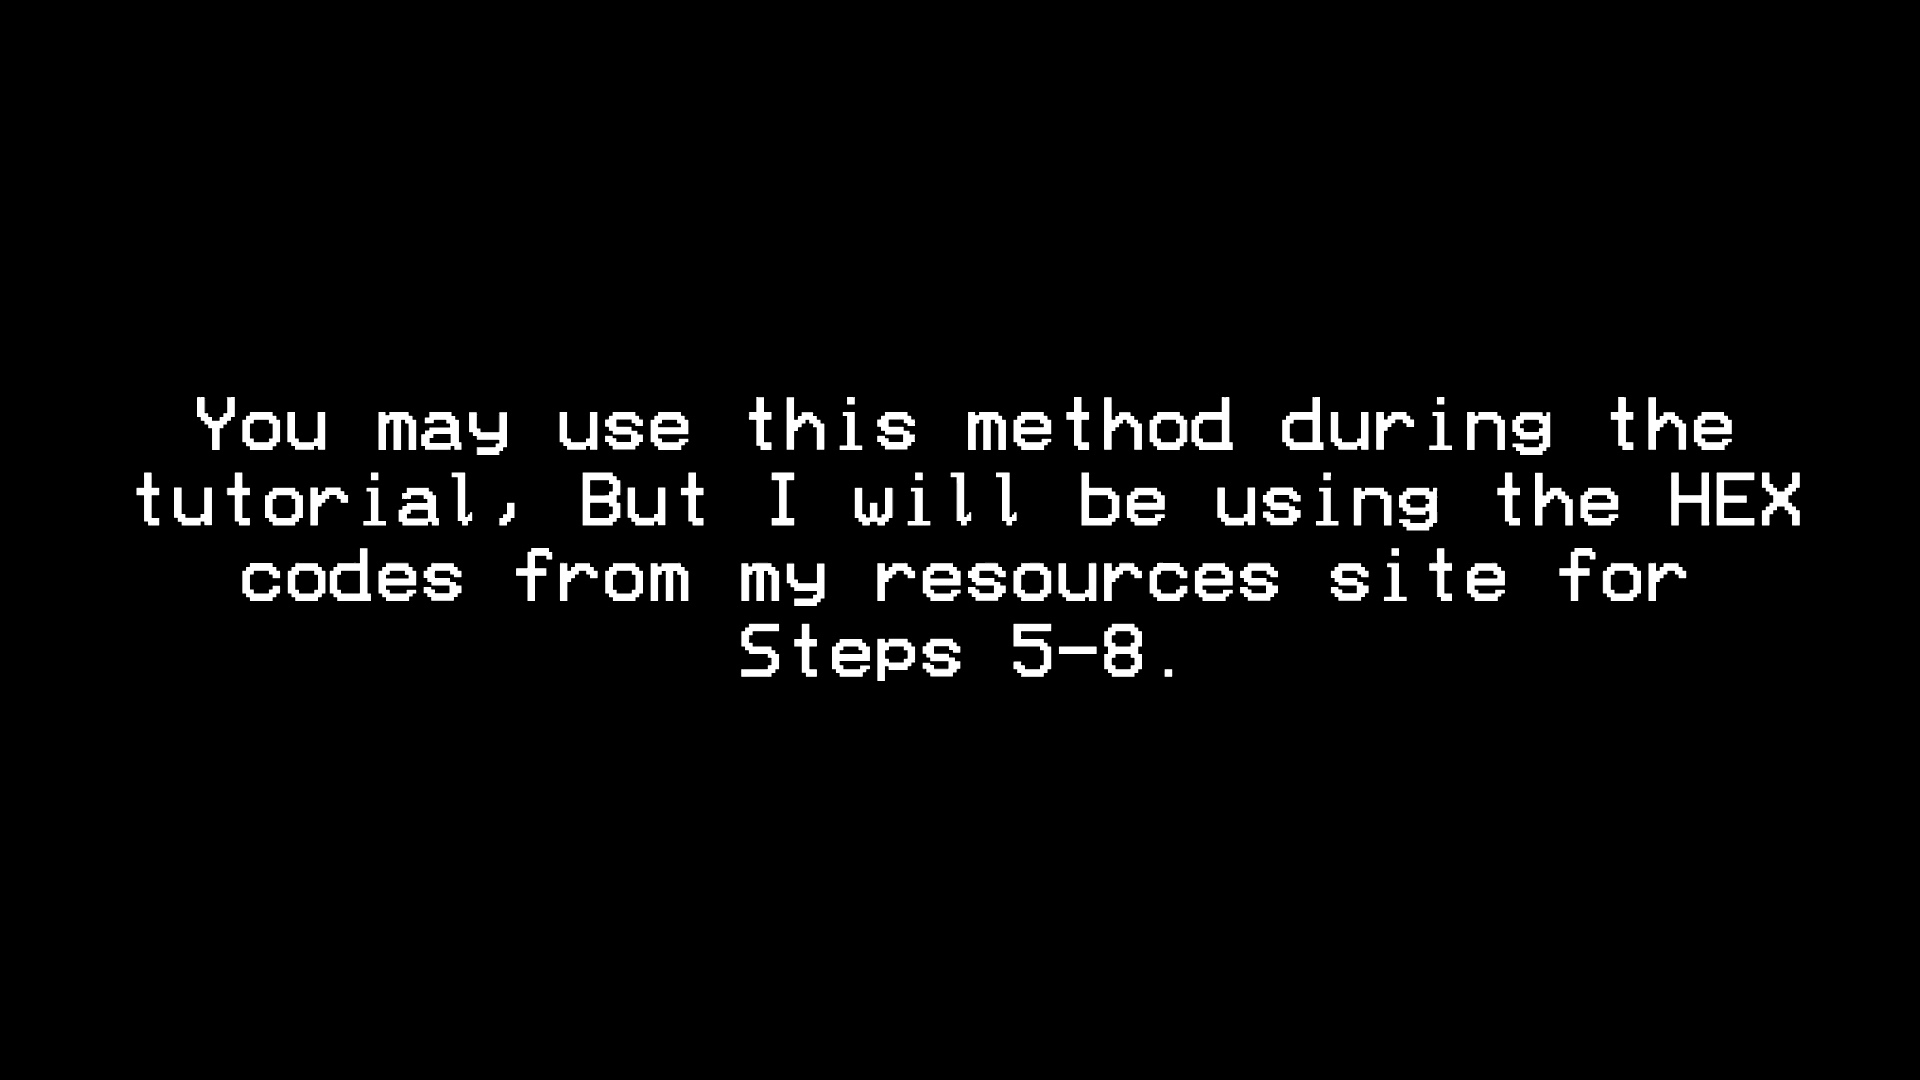 You may use this method during the
tutorial, But I will be using the HEX
codes from my resources site for
Steps 5-8.